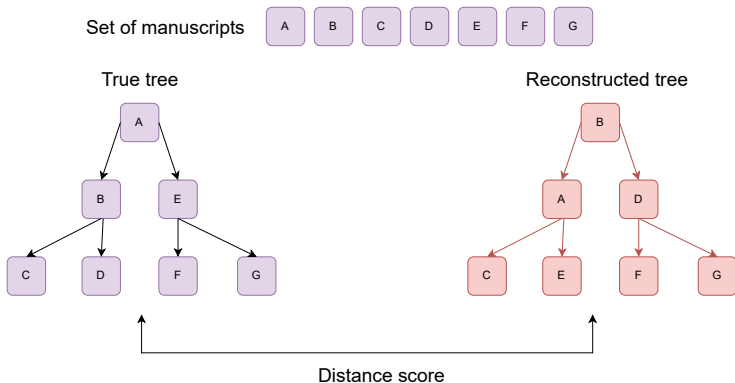 Set of manuscripts A B C D E F G
True tree Reconstructed tree
A B
B E A D
C D F G C E F G
Distance score